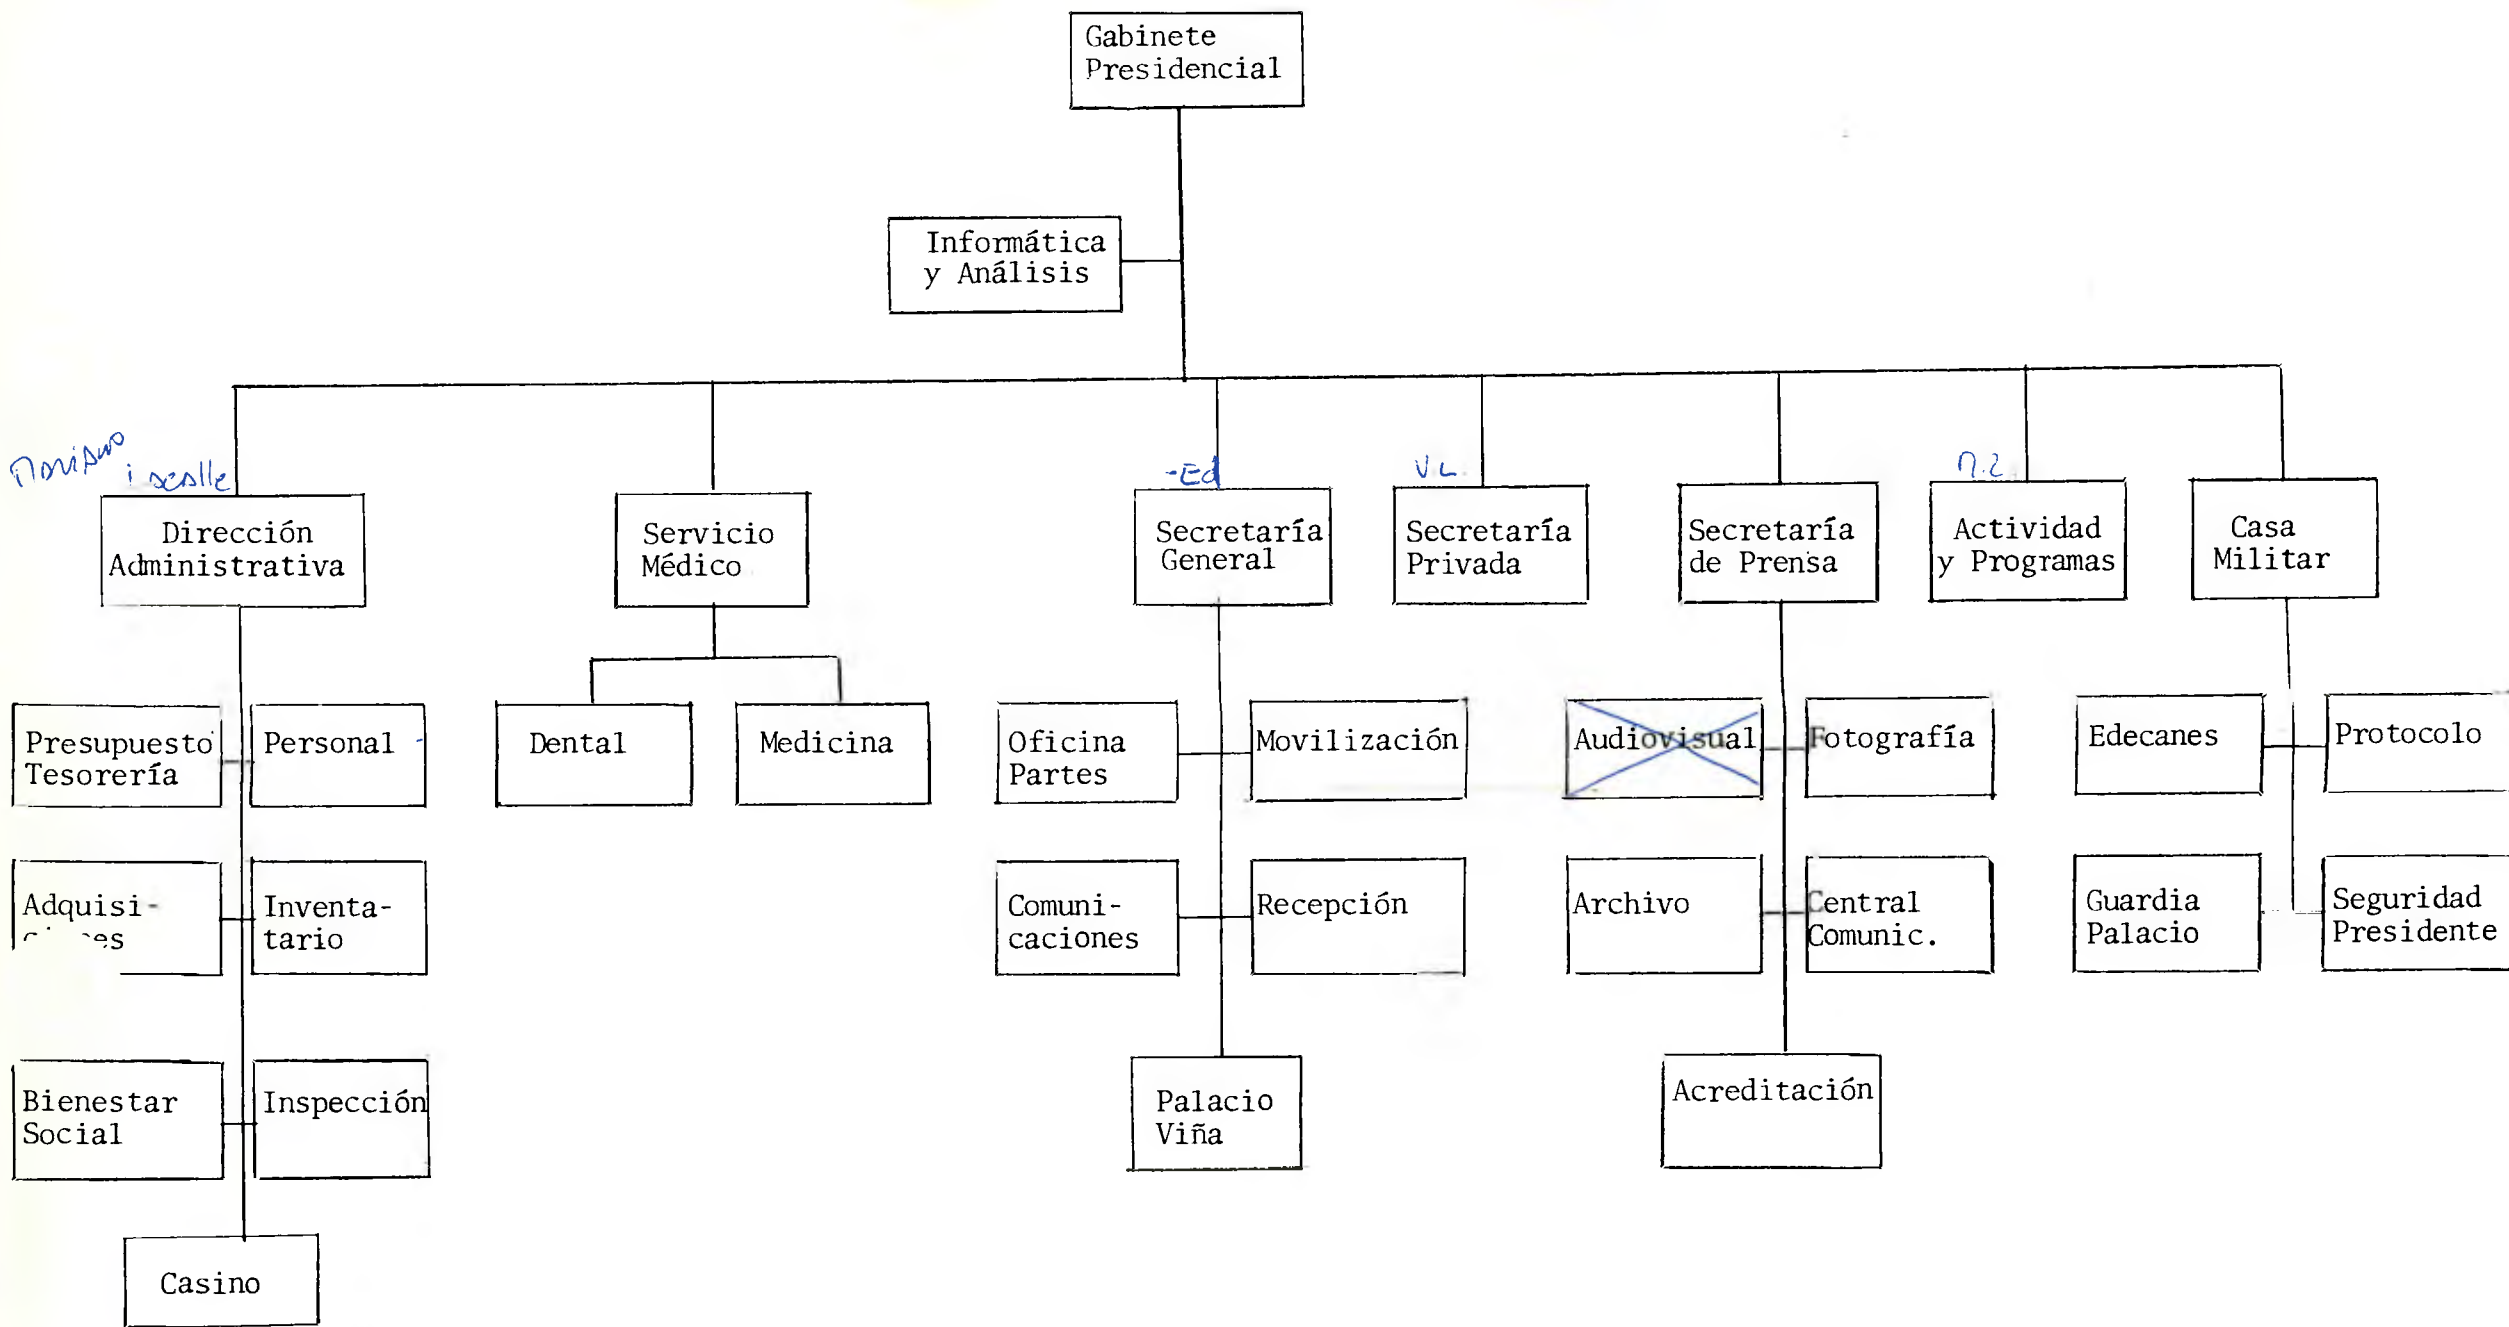 Gabinete
Presidencial
Informática
y Análisis
-Ed
V L
Dirección
Administrativa
Servicio
Médico
Secretaría
General
Secretaría
Privada
Secretaría
de Prensa
Actividad
y Programas
Casa
Militar
Presupuesto
Tesorería
Personal -
Dental
Medicina
Oficina
Partes
Movilización
Audiovisual
Fotografía
Edecanes
Protocolo
Adquisi-
Inventa-
tario
Comuni-
caciones
Recepción
Archivo
Central
Comunic.
Guardia
Palacio
Seguridad
Presidente
Bienestar
Social
Inspección
Palacio
Viña
Acreditación
Casino